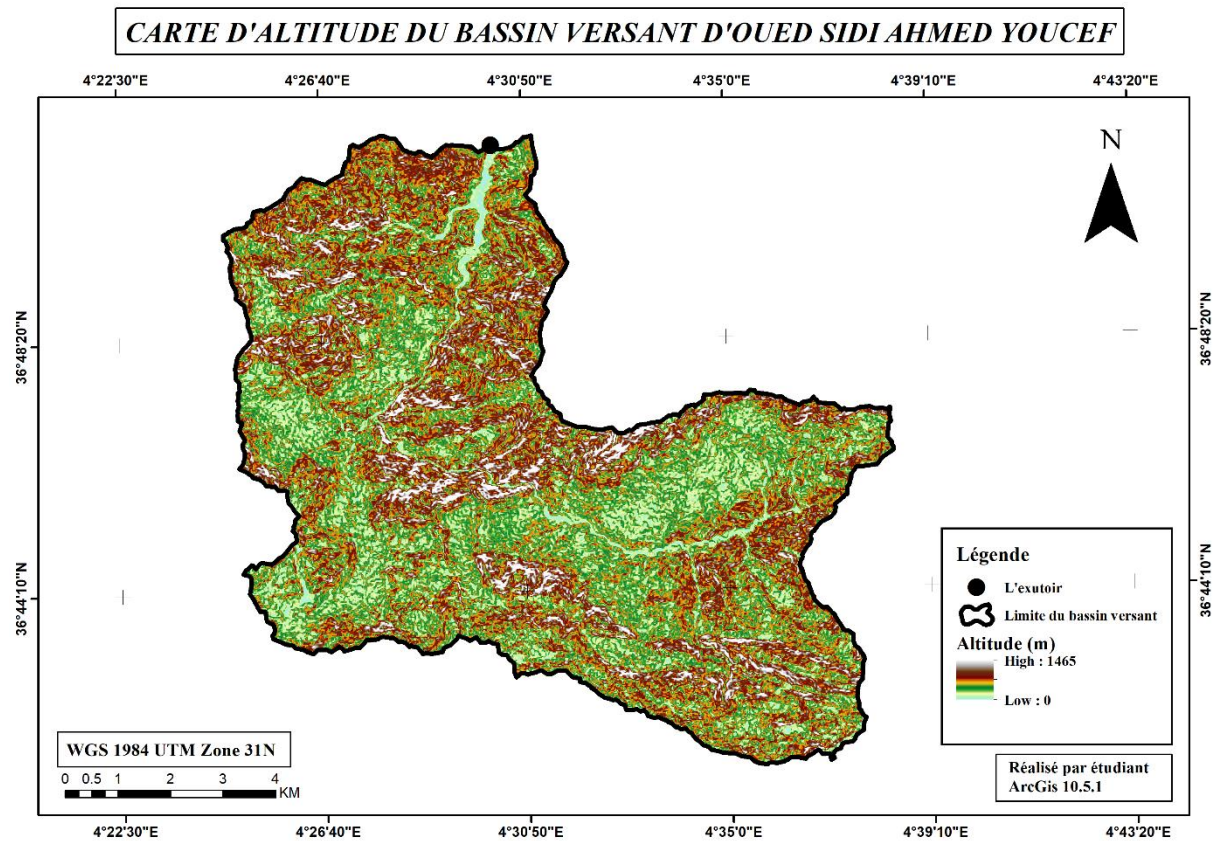 CARTE D'ALTITUDE DU BASSIN VERSANT D'OUED SIDI AHMED YOUCEF
4°22'30"E 4°26'40"E 4°30'50"E 4°35'0"E 4°39'10"E 4°43'20"E
N
36°48'20"N 36°48'20"N
36°44'10"N 36°44'10"N
Légende
L'exutoir
Limite du bassin versant
Altitude (m)
High : 1465
Low : 0
WGS 1984 UTM Zone 31N
0 0.5 1 2 3 4
KM
Réalisé par étudiant
ArcGis 10.5.1
4°22'30"E 4°26'40"E 4°30'50"E 4°35'0"E 4°39'10"E 4°43'20"E